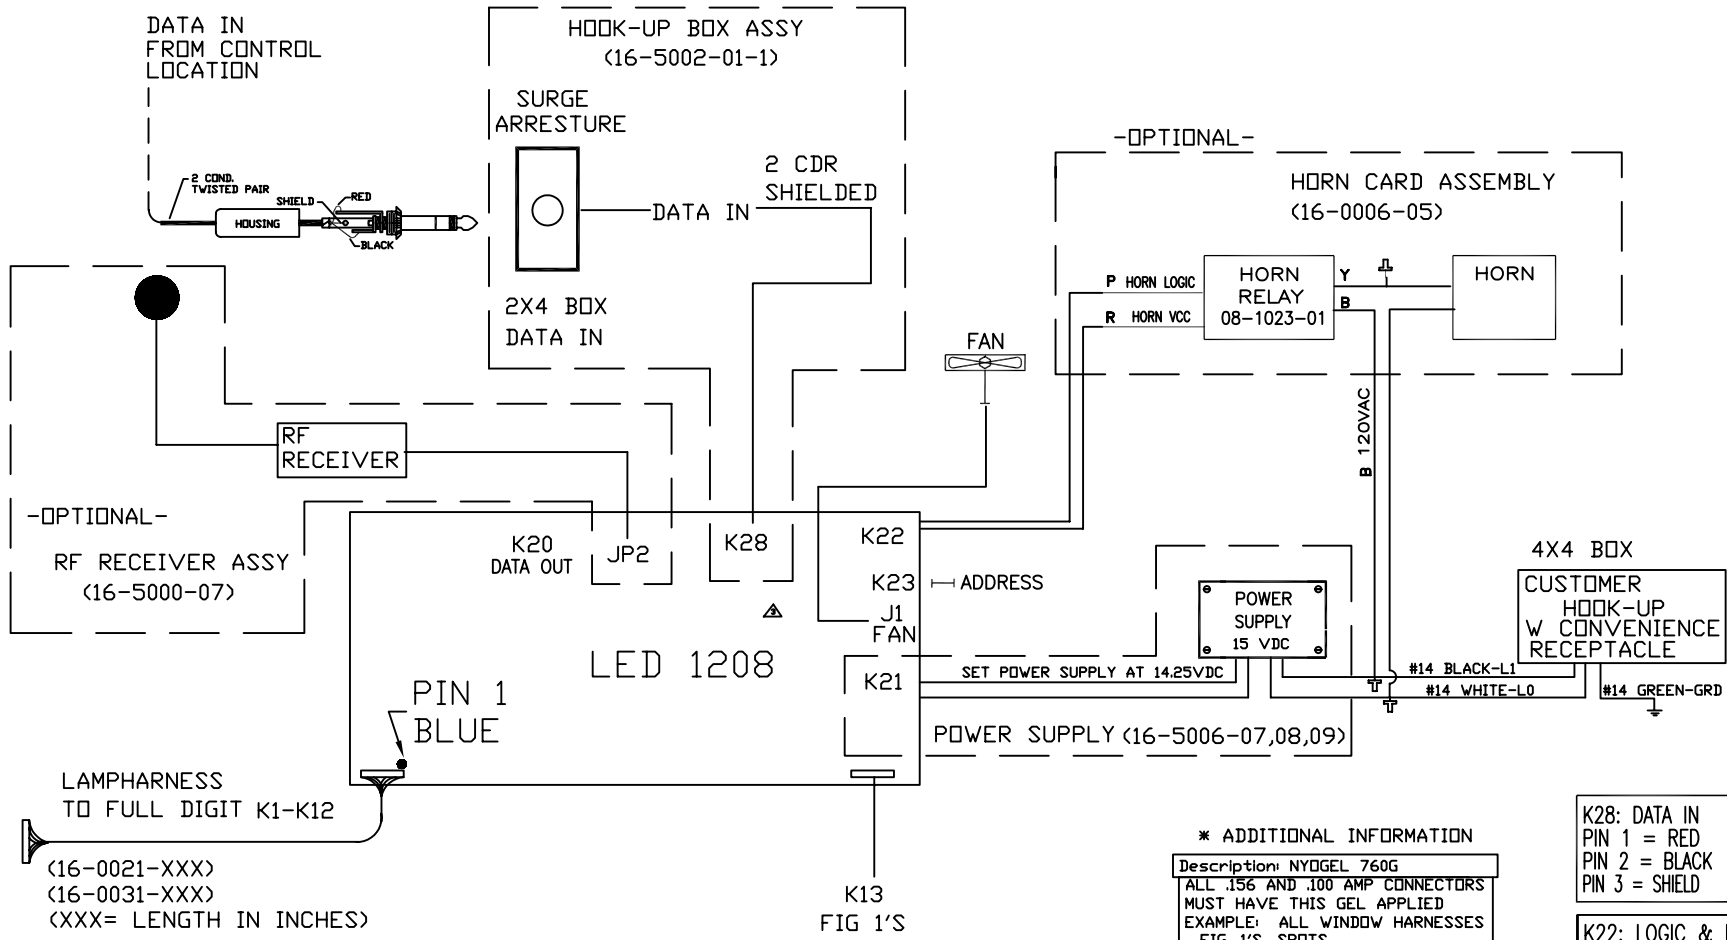 DATA IN
FROM CONTROL
LOCATION
2 COND.
TWISTED PAIR
SHIELD
RED
HOUSING
BLACK
HOOK-UP BOX ASSY
(16-5002-01-1)
SURGE
ARRESTURE
2 CDR
SHIELDED
DATA IN
2X4 BOX
DATA IN
-OPTIONAL-
HORN CARD ASSEMBLY
(16-0006-05)
P HORN LOGIC
R HORN VCC
HORN
RELAY
08-1023-01
Y
B
HORN
FAN
B 120VAC
RF
RECEIVER
-OPTIONAL-
RF RECEIVER ASSY
(16-5000-07)
K20
DATA OUT
JP2
K28
K22
K23
ADDRESS
J1
FAN
3
LED 1208
K21
PIN 1
BLUE
POWER
SUPPLY
15 VDC
SET POWER SUPPLY AT 14.25VDC
POWER SUPPLY (16-5006-07,08,09)
4X4 BOX
CUSTOMER
HOOK-UP
W CONVENIENCE
RECEPTACLE
#14 BLACK-L1
#14 WHITE-L0
#14 GREEN-GRD
LAMPHARNESS
TO FULL DIGIT K1-K12
(16-0021-XXX)
(16-0031-XXX)
(XXX= LENGTH IN INCHES)
K13
FIG 1'S
* ADDITIONAL INFORMATION
Description: NYOGEL 760G
ALL .156 AND .100 AMP CONNECTORS
MUST HAVE THIS GEL APPLIED
EXAMPLE: ALL WINDOW HARNESSES
FIG 1'S, SPOTS
K28: DATA IN
PIN 1 = RED
PIN 2 = BLACK
PIN 3 = SHIELD
K22: LOGIC &